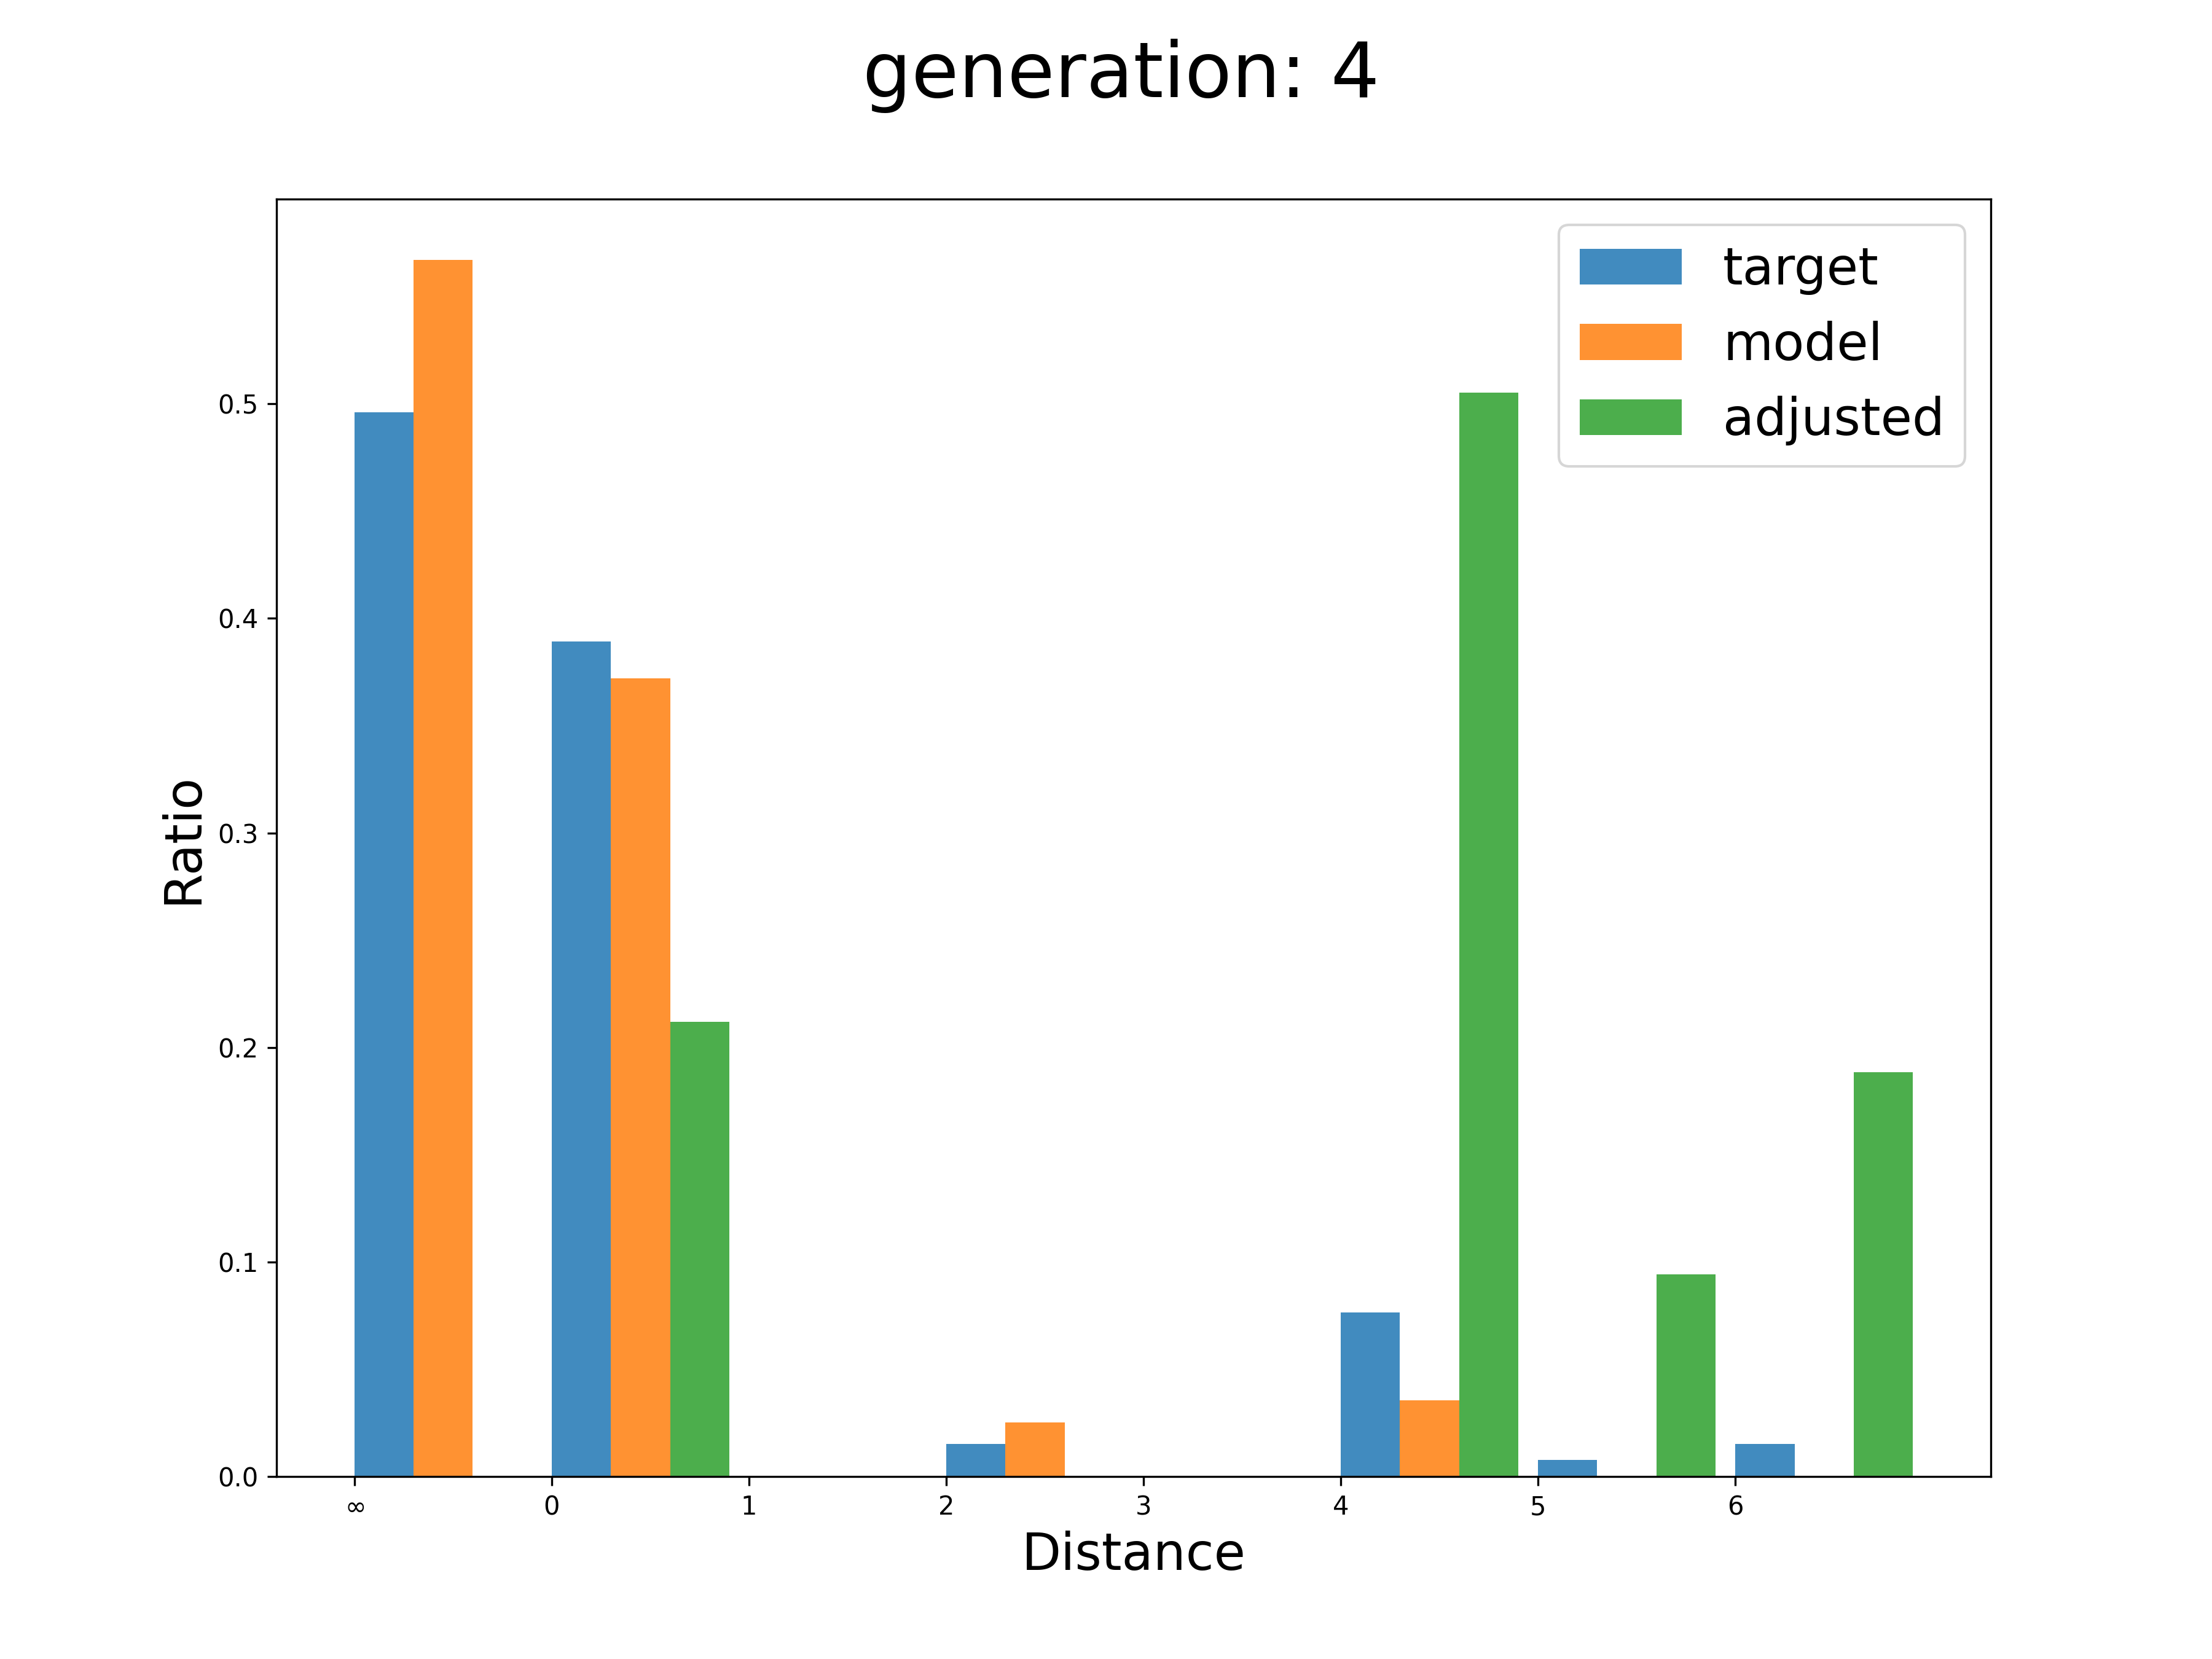 generation: 4
target
model
adjusted
Ratio
0.5
0.4
0.3
0.2
0.1
0.0
∞ 0 1 2 3 4 5 6
Distance